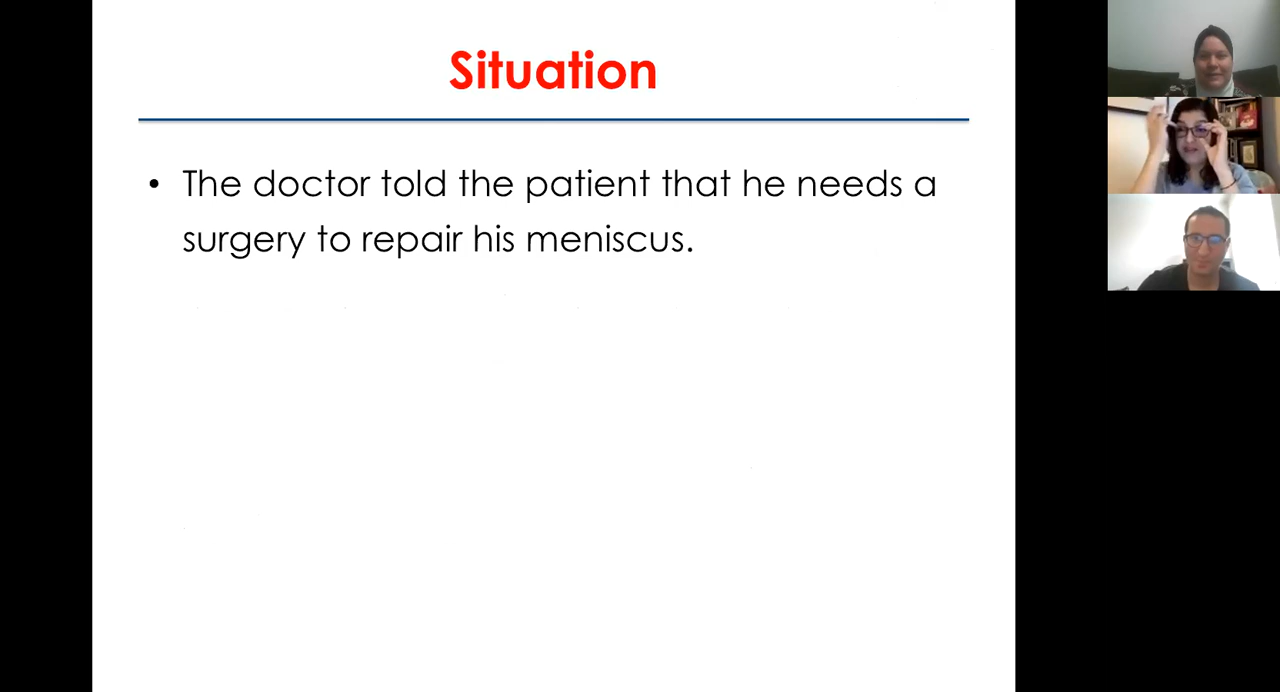 Situation
• The doctor told the patient that he needs a
surgery to repair his meniscus.